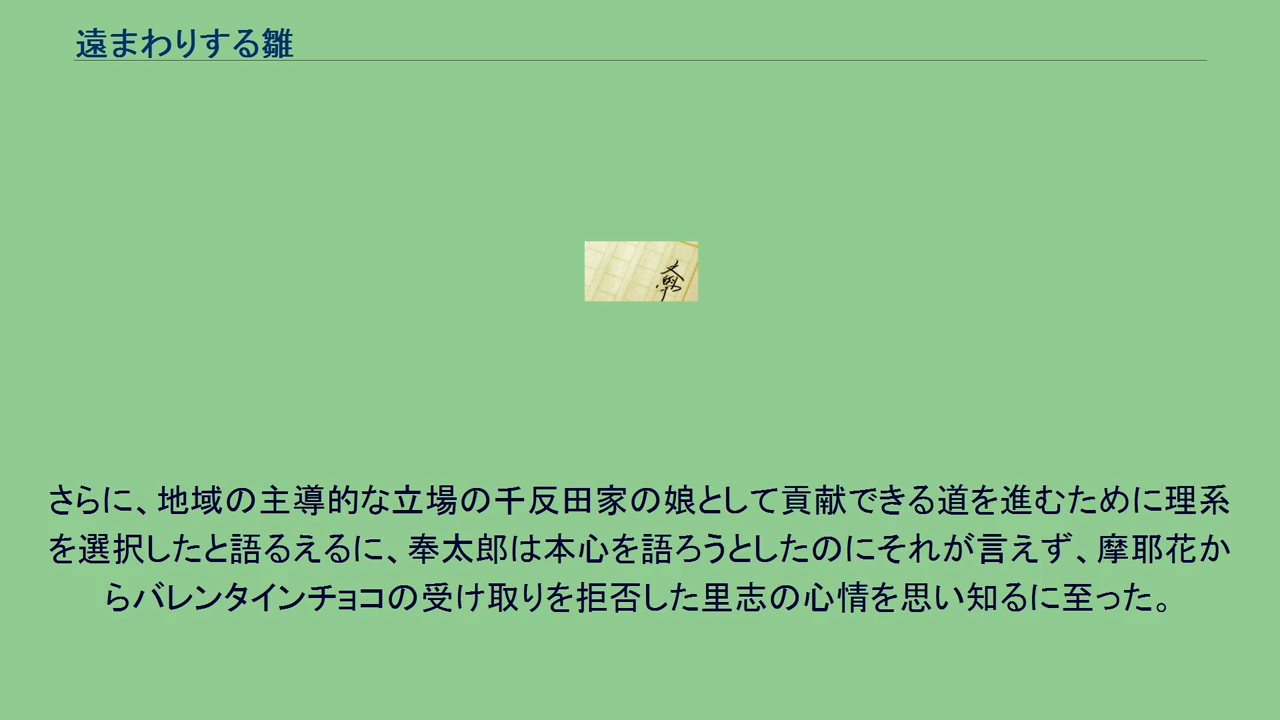 遠まわりする雛
さらに、地域の主導的な立場の千反田家の娘として貢献できる道を進むために理系
を選択したと語るえるに、奉太郎は本心を語ろうとしたのにそれが言えず、摩耶花か
らバレンタインチョコの受け取りを拒否した里志の心情を思い知るに至った。